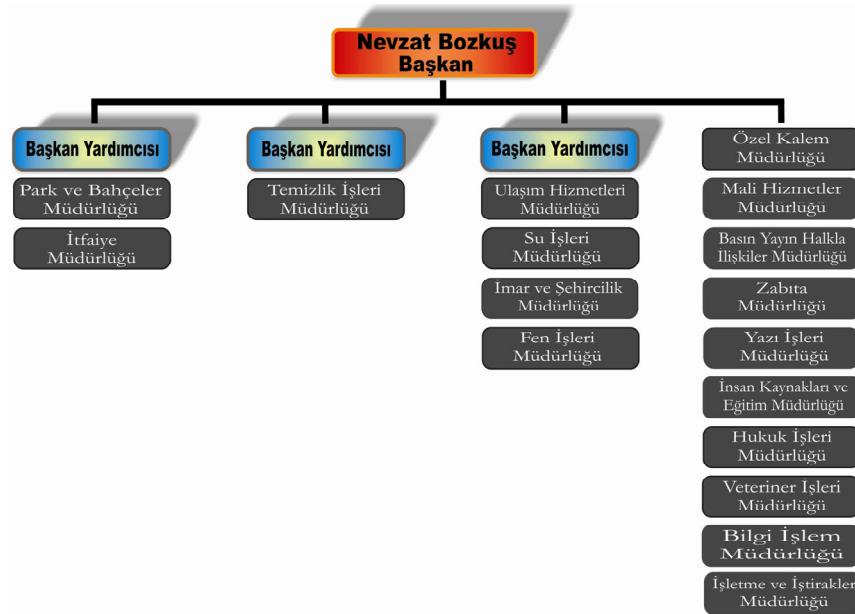 Nevzat Bozkuş
Başkan
Başkan Yardımcısı
Park ve Bahçeler
Müdürlüğü
İtfaiye
Müdürlüğü
Başkan Yardımcısı
Temizlik İşleri
Müdürlüğü
Başkan Yardımcısı
Ulaşım Hizmetleri
Müdürlüğü
Su İşleri
Müdürlüğü
Imar ve Şehircilik
Müdürlüğü
Fen İşleri
Müdürlüğü
Özel Kalem
Müdürlüğü
Mali Hizmetler
Müdürlüğü
Basın Yayın Halkla
İlişkiler Müdürlüğü
Zabıta
Müdürlüğü
Yazı İşleri
Müdürlüğü
İnsan Kaynakları ve
Eğitim Müdürlüğü
Hukuk İşleri
Müdürlüğü
Veteriner İşleri
Müdürlüğü
Bilgi İşlem
Müdürlüğü
İşletme ve İştirakler
Müdürlüğü